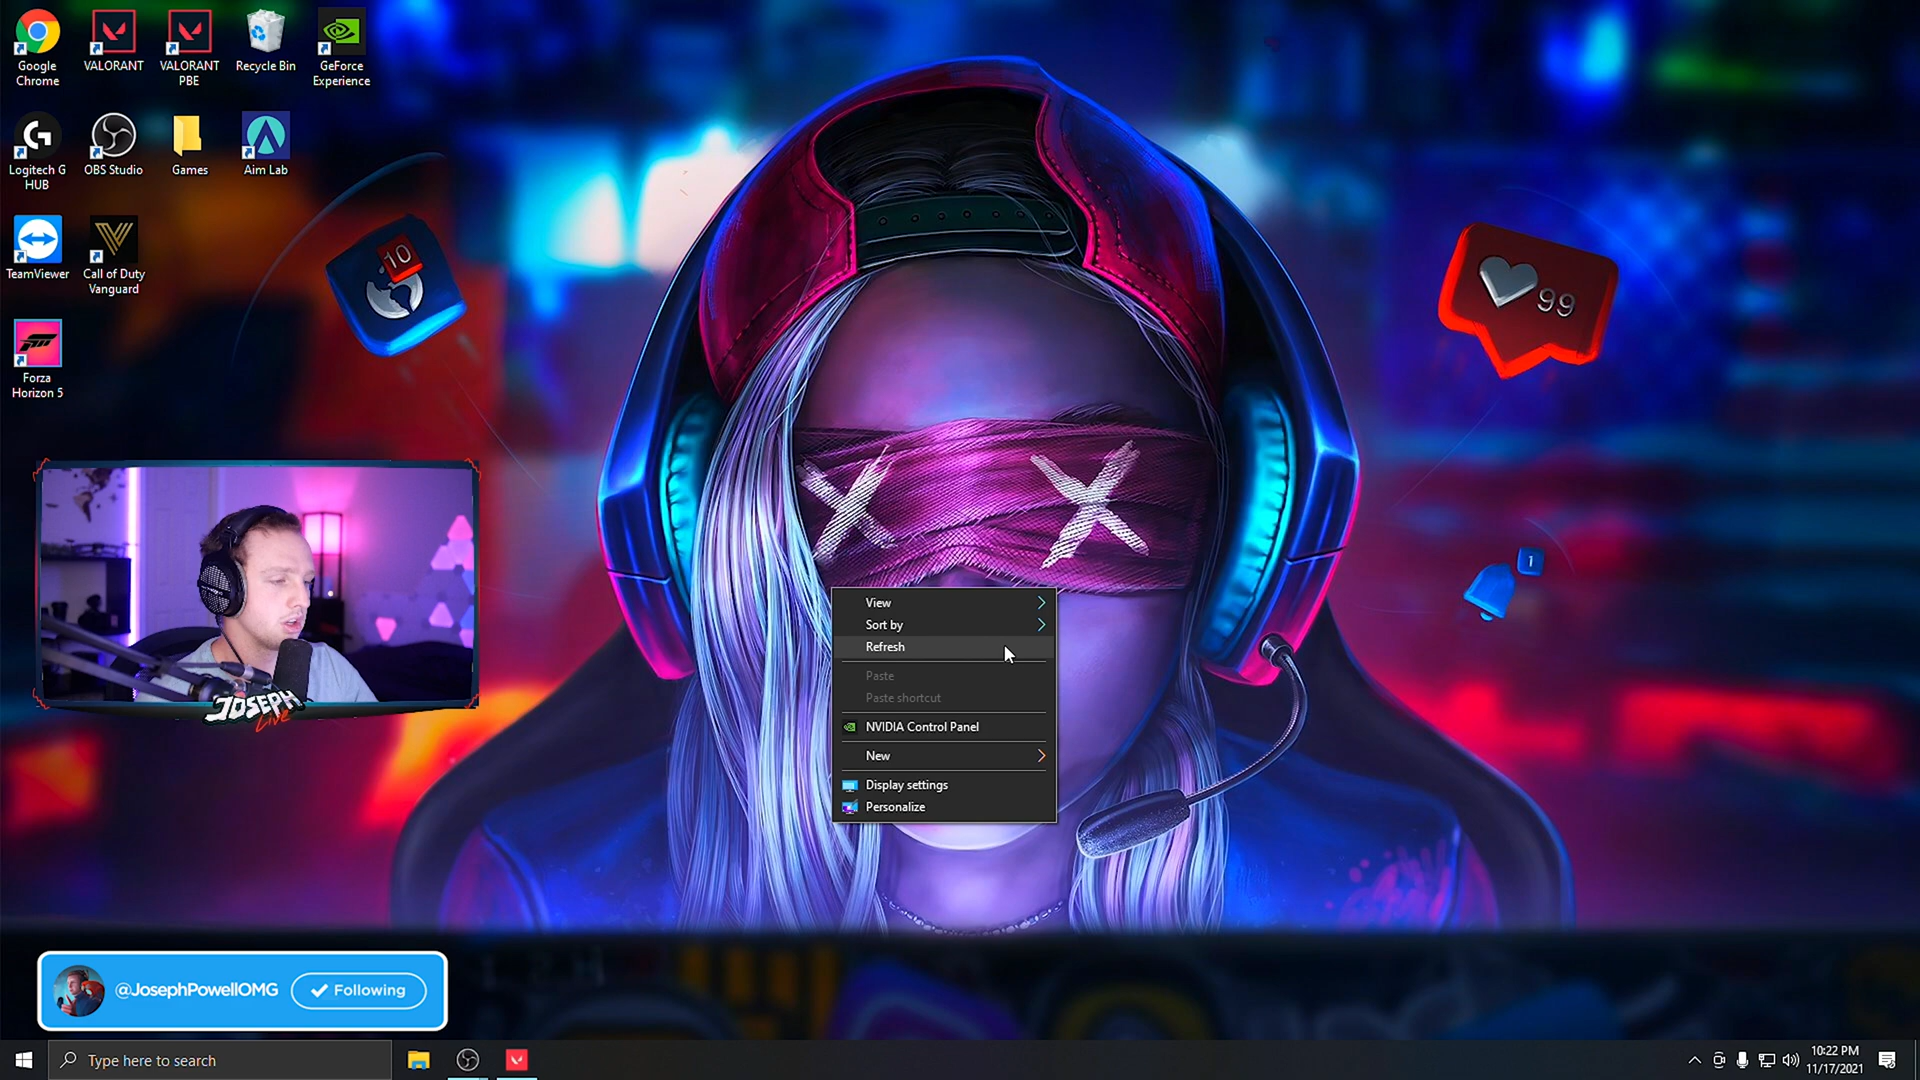 Google
Chrome
VALORANT
VALORANT
PBE
Recycle Bin
GeForce
Experience
Logitech G
HUB
OBS Studio
Games
Aim Lab
TeamViewer
Call of Duty
Vanguard
Forza
Horizon 5
10
99
1
JOSEPH
Live
View
Sort by
Refresh
Paste
Paste shortcut
NVIDIA Control Panel
New
Display settings
Personalize
@JosephPowellOMG
Following
Type here to search
10:22 PM
11/17/2021